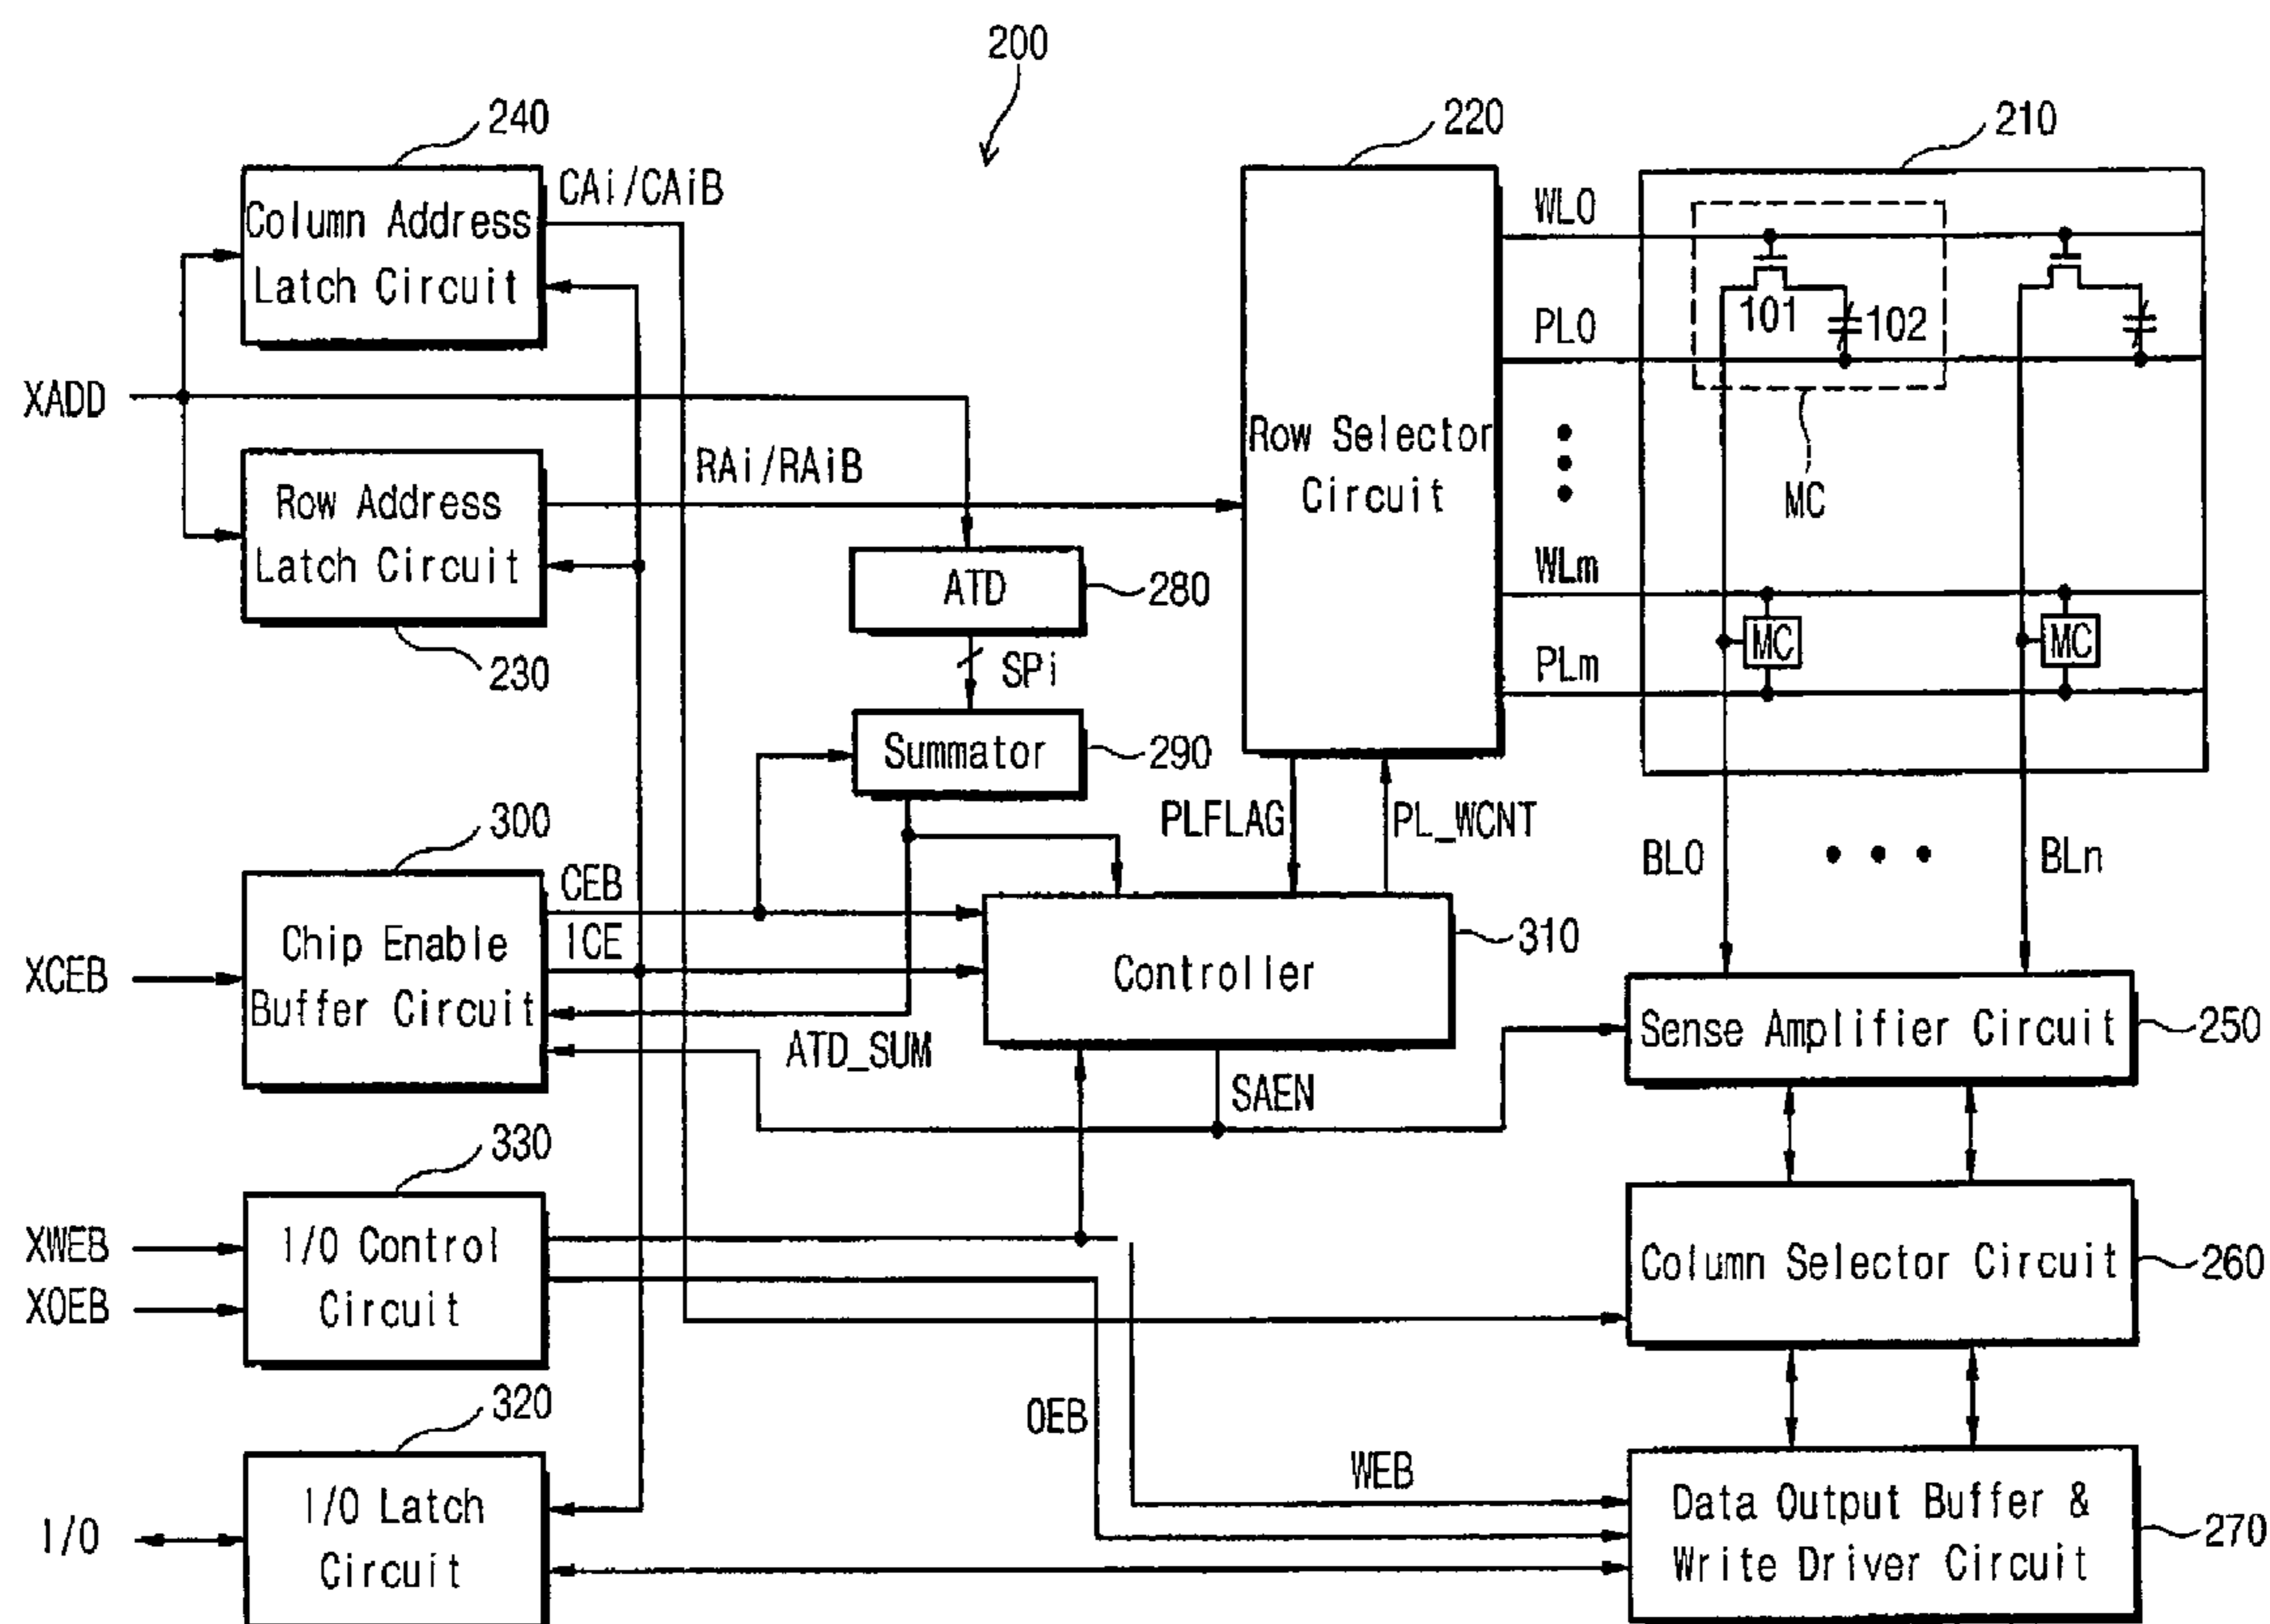 200
240
220
210
Column Address
Latch Circuit
CAi/CAiB
WL0
101
102
PL0
XADD
MC
Row Address
Latch Circuit
RAi/RAiB
Row Selector
Circuit
230
ATD
280
WLm
MC
MC
SPi
PLm
Summator
290
300
PLFLAG
PL_WCNT
BL0
BLn
Chip Enable
Buffer Circuit
CEB
ICE
XCEB
Controller
310
ATD_SUM
Sense Amplifier Circuit
250
SAEN
330
XWEB
XOEB
I/O Control
Circuit
Column Selector Circuit
260
320
OEB
WEB
I/O
I/O Latch
Circuit
Data Output Buffer &
Write Driver Circuit
270